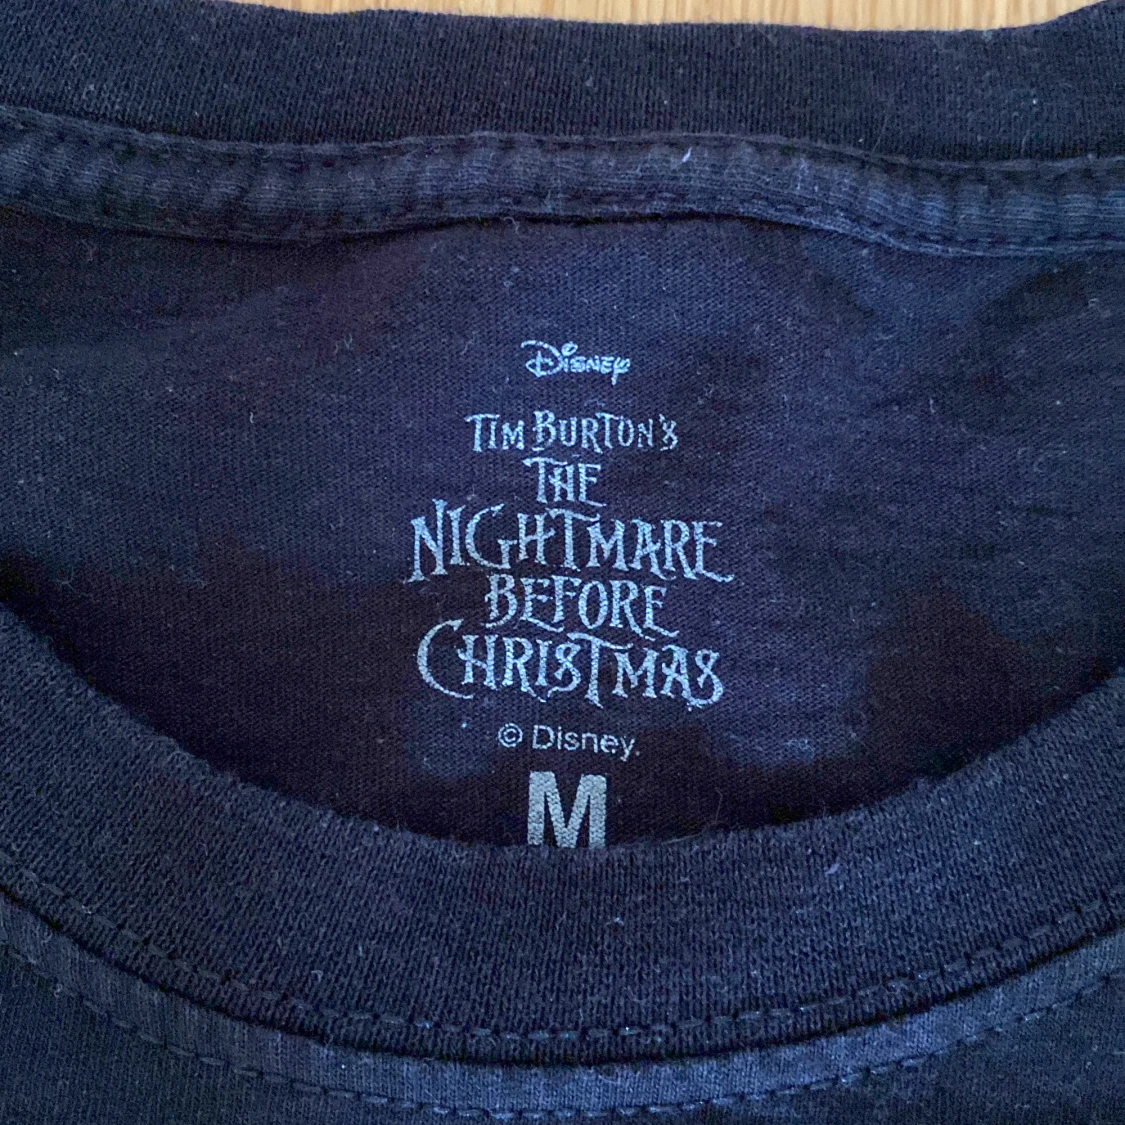 Disney
TIM BURTON'S
THE
NIGHTMARE
BEFORE
CHRISTMAS
© Disney.
M